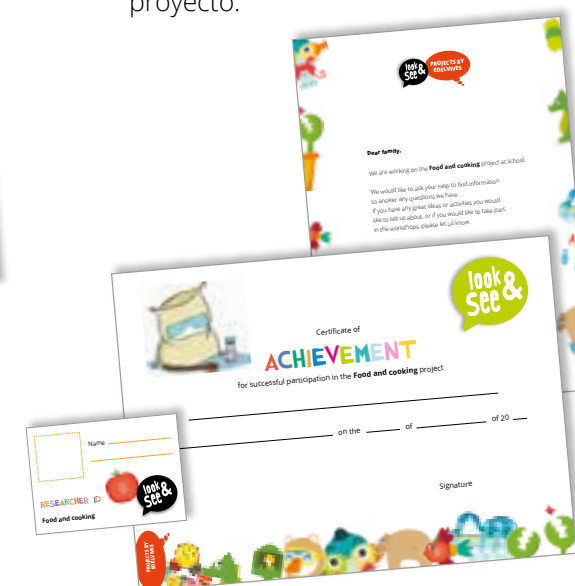 proyecto.
look
& see
PROJECTS BY
EDELVIVES
Dear family,
We are working on the Food and cooking project at school.
We would like to ask your help to find information
to answer any questions we have.
If you have any great ideas or activities you would
like to tell us about, or if you would like to take part
in the workshops, please let us know.
look
& see
Certificate of
ACHIEVEMENT
for successful participation in the Food and cooking project
on the of of 20
Signature
Name
RESEARCHER ID
Food and cooking
look
& see
PROJECTS BY
EDELVIVES